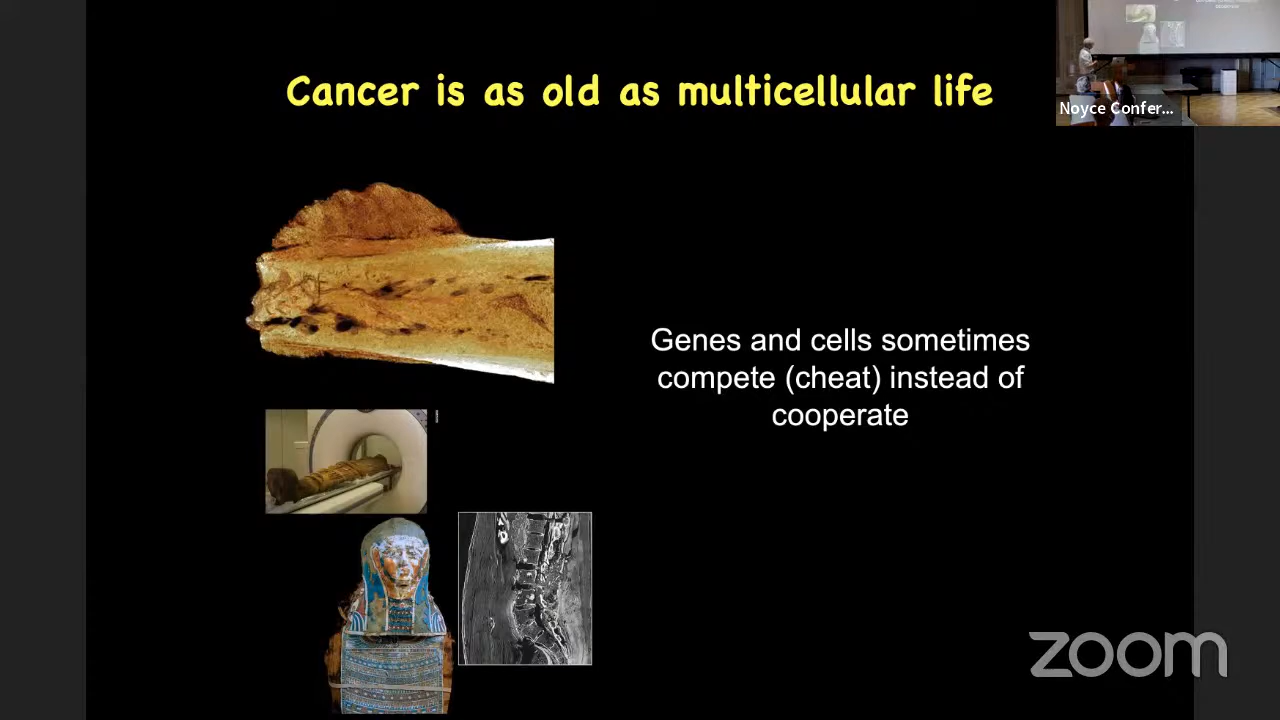 Cancer is as old as multicellular life
Noyce Confer...
Genes and cells sometimes
compete (cheat) instead of
cooperate
zoom